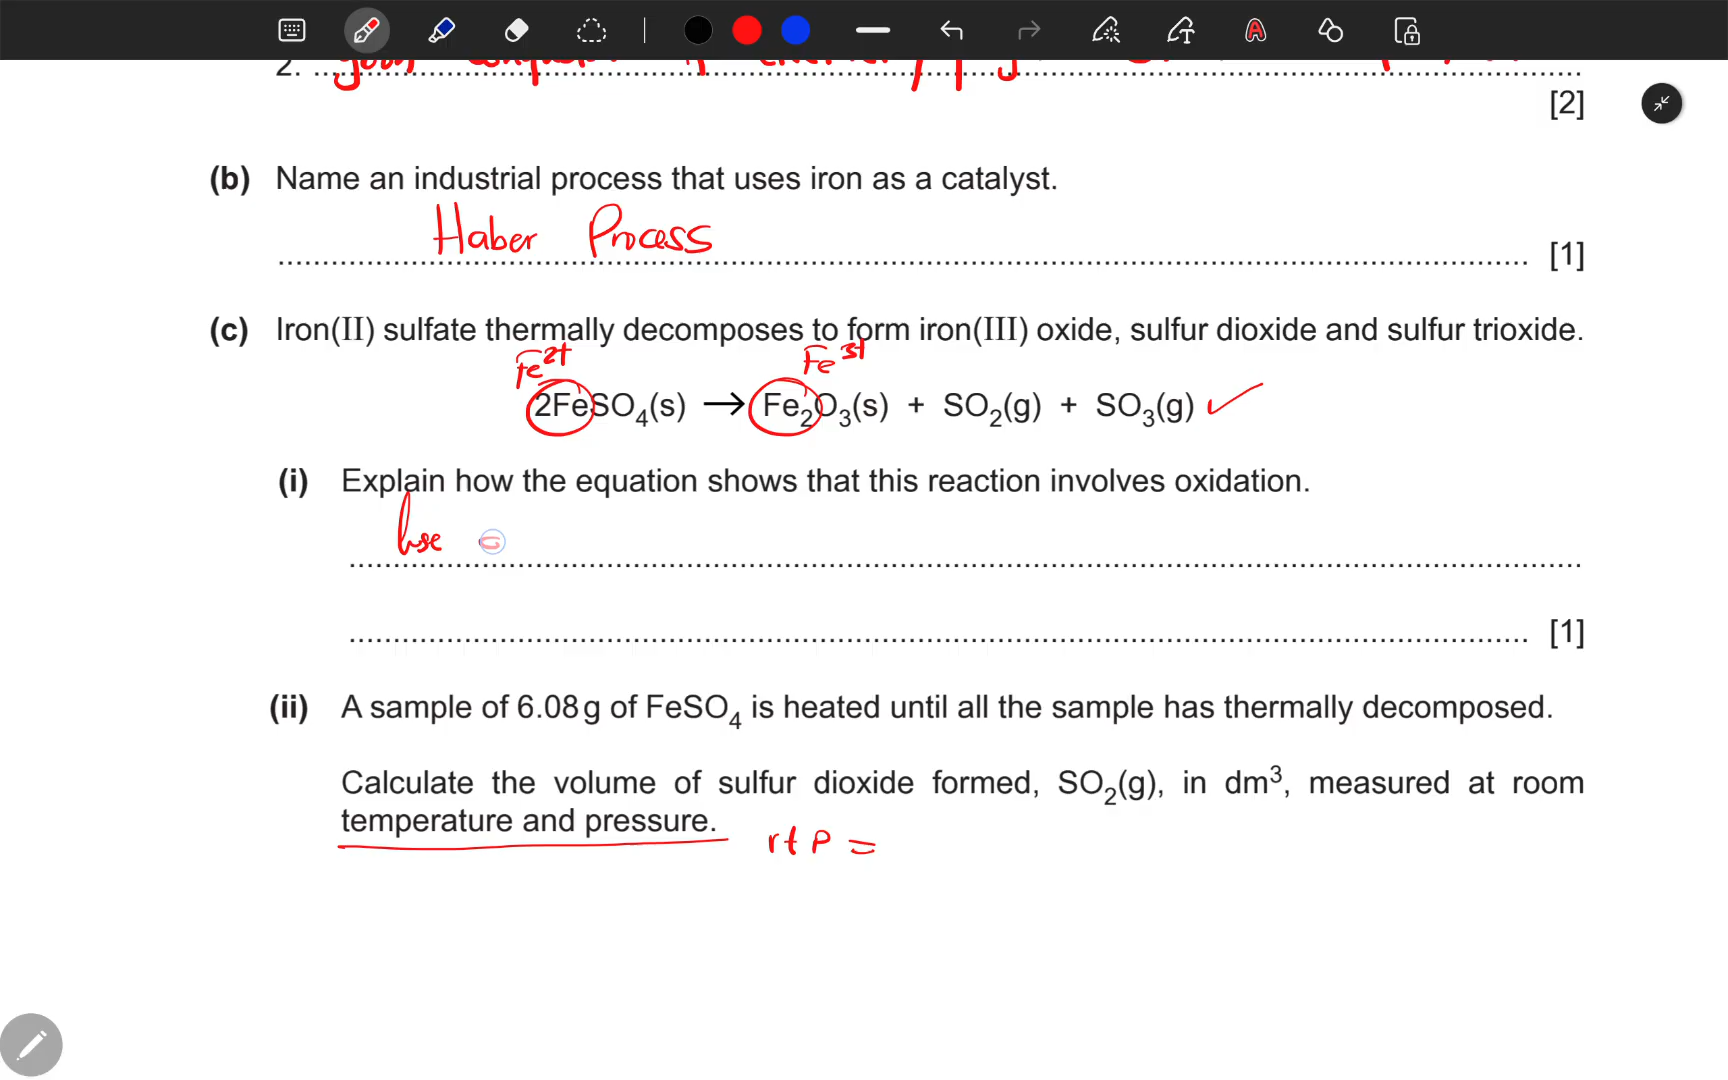 2. good
[2]
(b) Name an industrial process that uses iron as a catalyst.
Haber Process
[1]
(c) Iron(II) sulfate thermally decomposes to form iron(III) oxide, sulfur dioxide and sulfur trioxide.
Fe²⁺ Fe³⁺
2FeSO₄(s) → Fe₂O₃(s) + SO₂(g) + SO₃(g) ✓
(i) Explain how the equation shows that this reaction involves oxidation.
lose
[1]
(ii) A sample of 6.08 g of FeSO₄ is heated until all the sample has thermally decomposed.
Calculate the volume of sulfur dioxide formed, SO₂(g), in dm³, measured at room
temperature and pressure.
rtp =